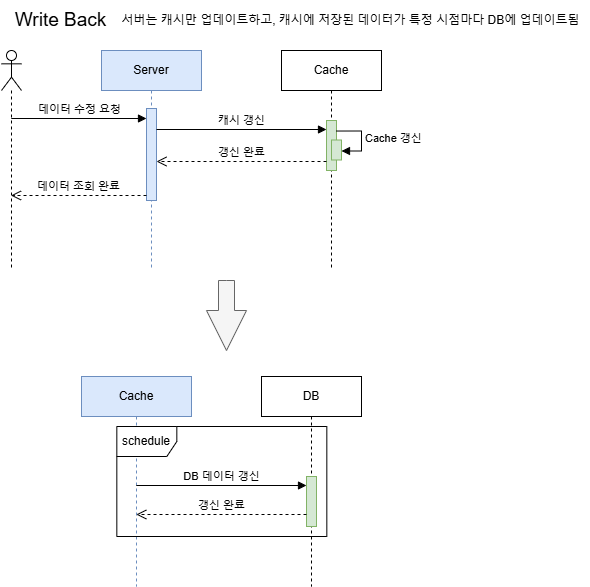 Write Back 서버는 캐시만 업데이트하고, 캐시에 저장된 데이터가 특정 시점마다 DB에 업데이트됨
Server
Cache
데이터 수정 요청
캐시 갱신
Cache 갱신
갱신 완료
데이터 조회 완료
Cache
DB
schedule
DB 데이터 갱신
갱신 완료